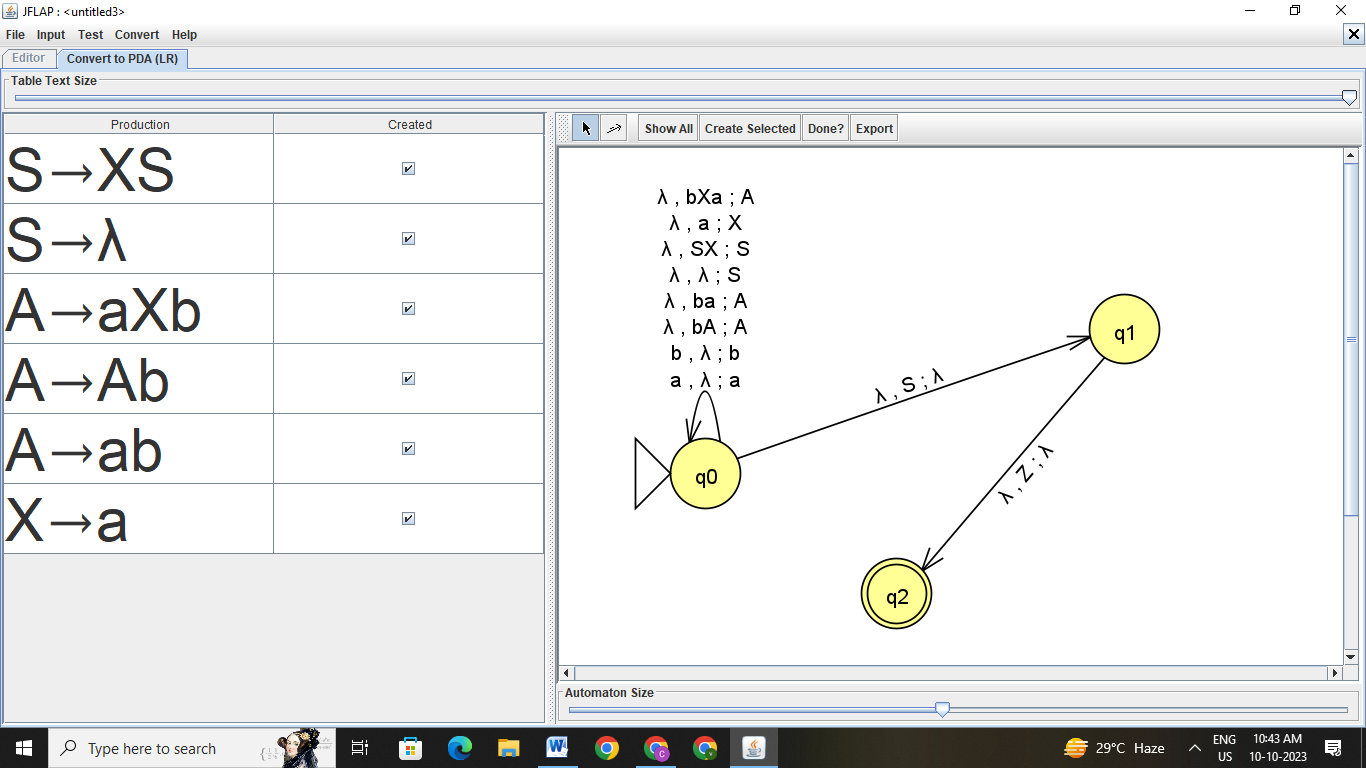 JFLAP : <untitled3>
File Input Test Convert Help
Editor Convert to PDA (LR)
Table Text Size
Production Created
S→XS
S→λ
A→aXb
A→Ab
A→ab
X→a
Show All Create Selected Done? Export
λ , bXa ; A
λ , a ; X
λ , SX ; S
λ , λ ; S
λ , ba ; A
λ , bA ; A
b , λ ; b
a , λ ; a
λ , S ; λ
q1
λ , Z ; λ
q0
q2
Automaton Size
Type here to search
29°C Haze
ENG
US
10:43 AM
10-10-2023